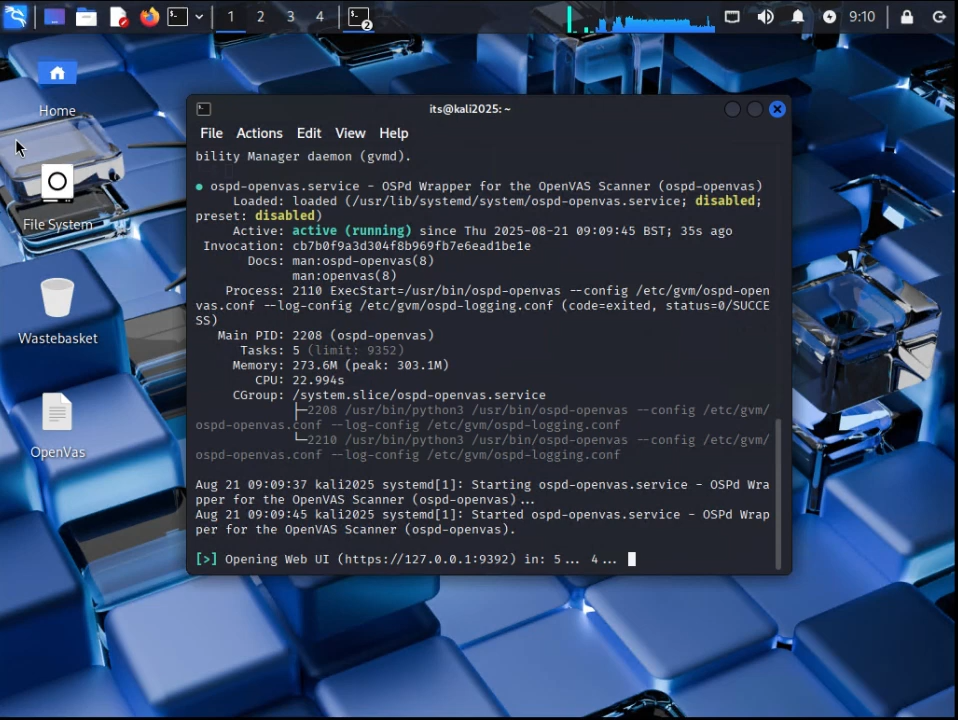 1 2 3 4
2
9:10
Home
File System
Wastebasket
OpenVas
its@kali2025: ~
File Actions Edit View Help
bility Manager daemon (gvmd).
● ospd-openvas.service - OSPd Wrapper for the OpenVAS Scanner (ospd-openvas)
Loaded: loaded (/usr/lib/systemd/system/ospd-openvas.service; disabled;
preset: disabled)
Active: active (running) since Thu 2025-08-21 09:09:45 BST; 35s ago
Invocation: cb7b0f9a3d304f8b969fb7e6ead1be1e
Docs: man:ospd-openvas(8)
man:openvas(8)
Process: 2110 ExecStart=/usr/bin/ospd-openvas --config /etc/gvm/ospd-open
vas.conf --log-config /etc/gvm/ospd-logging.conf (code=exited, status=0/SUCCE
SS)
Main PID: 2208 (ospd-openvas)
Tasks: 5 (limit: 9352)
Memory: 273.6M (peak: 303.1M)
CPU: 22.994s
CGroup: /system.slice/ospd-openvas.service
├─2208 /usr/bin/python3 /usr/bin/ospd-openvas --config /etc/gvm/
ospd-openvas.conf --log-config /etc/gvm/ospd-logging.conf
└─2210 /usr/bin/python3 /usr/bin/ospd-openvas --config /etc/gvm/
ospd-openvas.conf --log-config /etc/gvm/ospd-logging.conf
Aug 21 09:09:37 kali2025 systemd[1]: Starting ospd-openvas.service - OSPd Wra
pper for the OpenVAS Scanner (ospd-openvas)...
Aug 21 09:09:45 kali2025 systemd[1]: Started ospd-openvas.service - OSPd Wrap
per for the OpenVAS Scanner (ospd-openvas).
[>] Opening Web UI (https://127.0.0.1:9392) in: 5... 4...